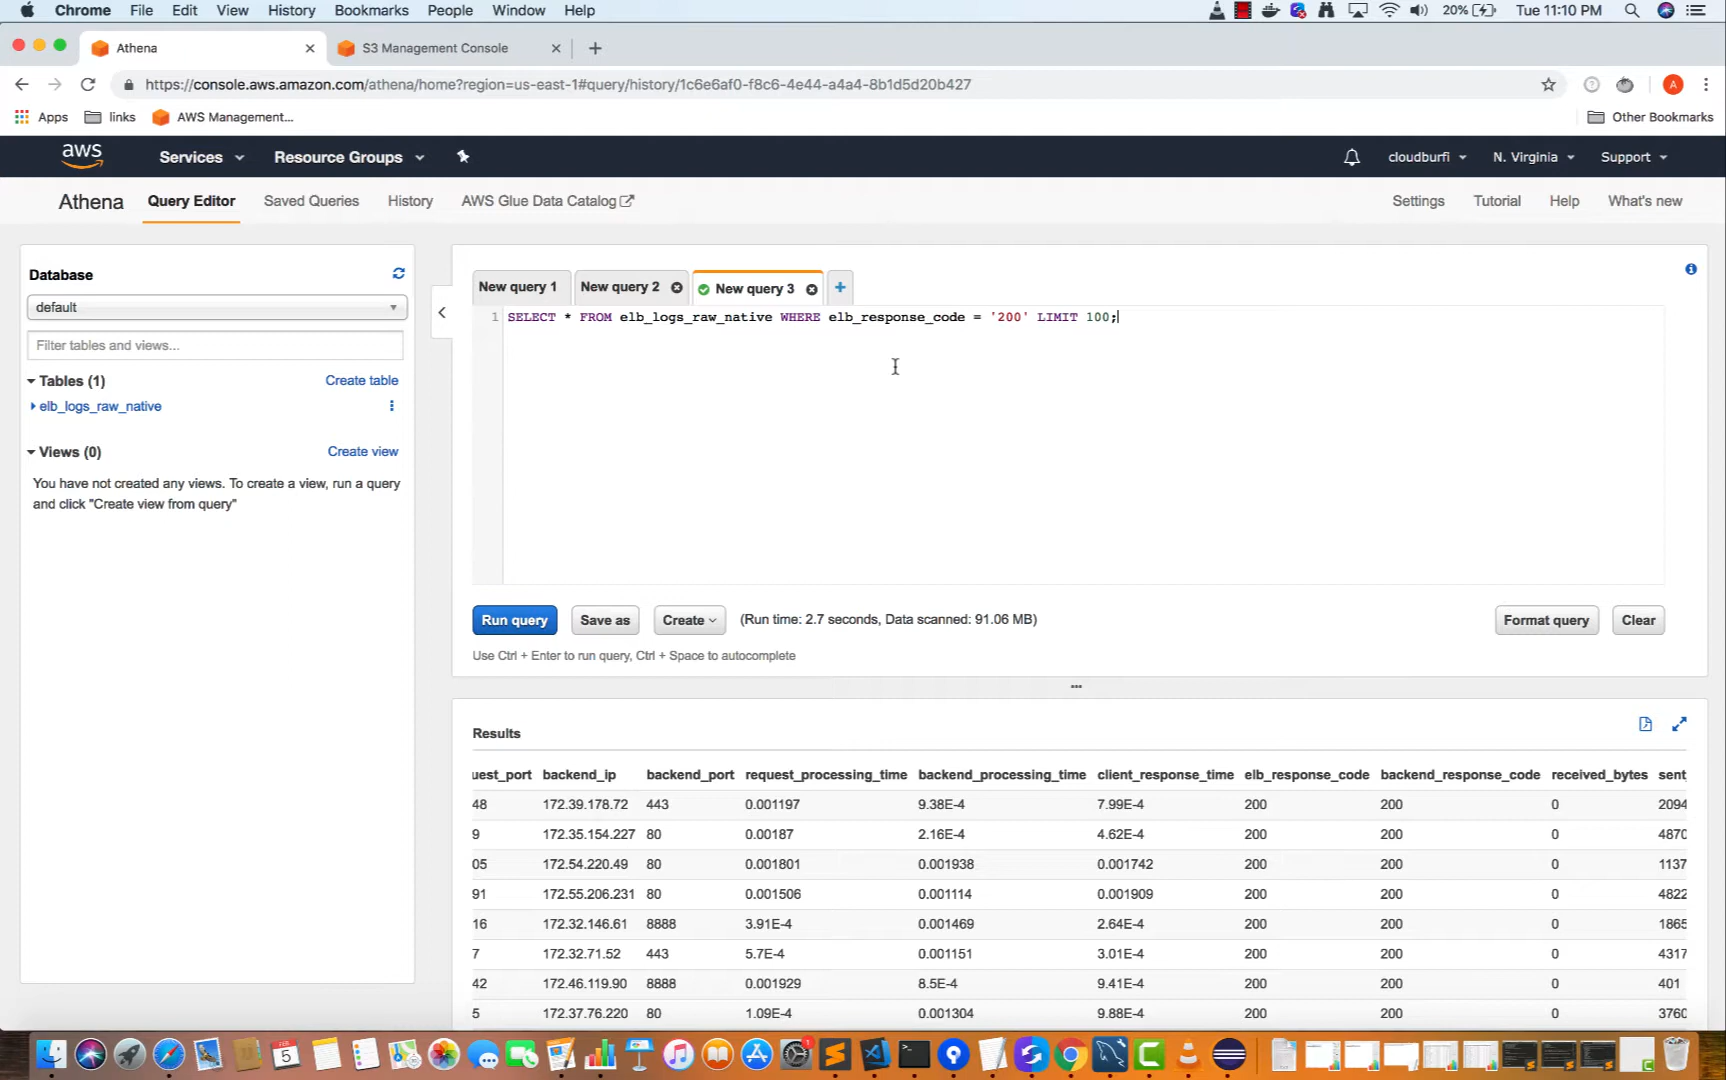 Chrome File Edit View History Bookmarks People Window Help 20% Tue 11:10 PM
Athena S3 Management Console
https://console.aws.amazon.com/athena/home?region=us-east-1#query/history/1c6e6af0-f8c6-4e44-a4a4-8b1d5d20b427 A
Apps links AWS Management... Other Bookmarks
aws Services Resource Groups cloudburfi N. Virginia Support
Athena Query Editor Saved Queries History AWS Glue Data Catalog Settings Tutorial Help What's new
Database
default
Filter tables and views...
Tables (1) Create table
elb_logs_raw_native
Views (0) Create view
You have not created any views. To create a view, run a query
and click "Create view from query"
New query 1 New query 2 New query 3
1 SELECT * FROM elb_logs_raw_native WHERE elb_response_code = '200' LIMIT 100;
Run query Save as Create (Run time: 2.7 seconds, Data scanned: 91.06 MB) Format query Clear
Use Ctrl + Enter to run query, Ctrl + Space to autocomplete
Results
uest_port backend_ip backend_port request_processing_time backend_processing_time client_response_time elb_response_code backend_response_code received_bytes sent_
48 172.39.178.72 443 0.001197 9.38E-4 7.99E-4 200 200 0 2094
9 172.35.154.227 80 0.00187 2.16E-4 4.62E-4 200 200 0 4870
05 172.54.220.49 80 0.001801 0.001938 0.001742 200 200 0 1137
91 172.55.206.231 80 0.001506 0.001114 0.001909 200 200 0 4822
16 172.32.146.61 8888 3.91E-4 0.001469 2.64E-4 200 200 0 1865
7 172.32.71.52 443 5.7E-4 0.001151 3.01E-4 200 200 0 4317
42 172.46.119.90 8888 0.001929 8.5E-4 9.41E-4 200 200 0 401
5 172.37.76.220 80 1.09E-4 0.001304 9.88E-4 200 200 0 3760
5
1